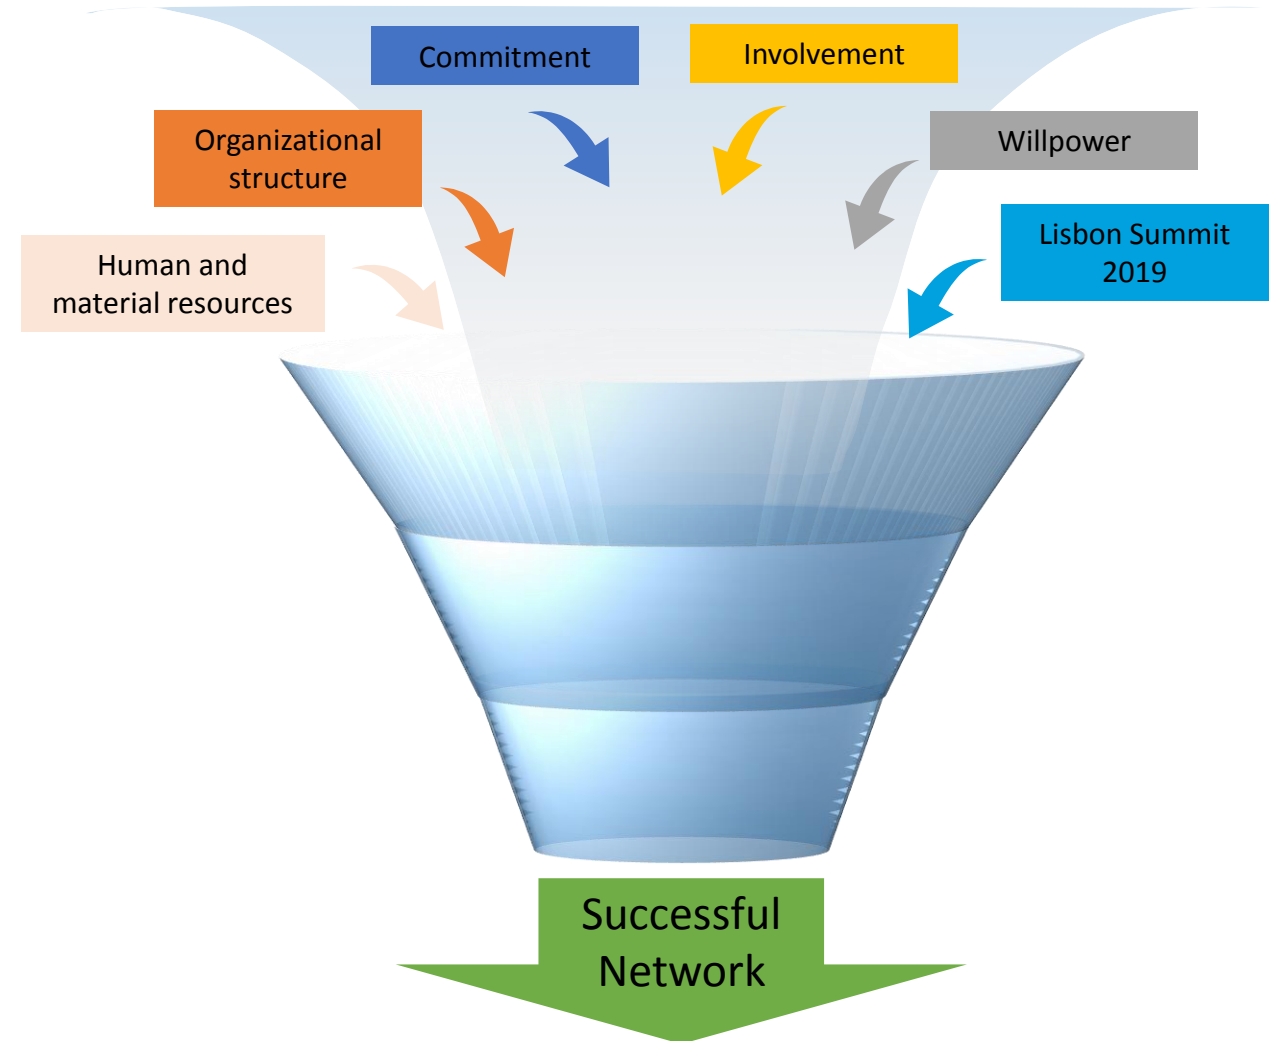 Commitment
Involvement
Organizational
structure
Willpower
Human and
material resources
Lisbon Summit
2019
Successful
Network